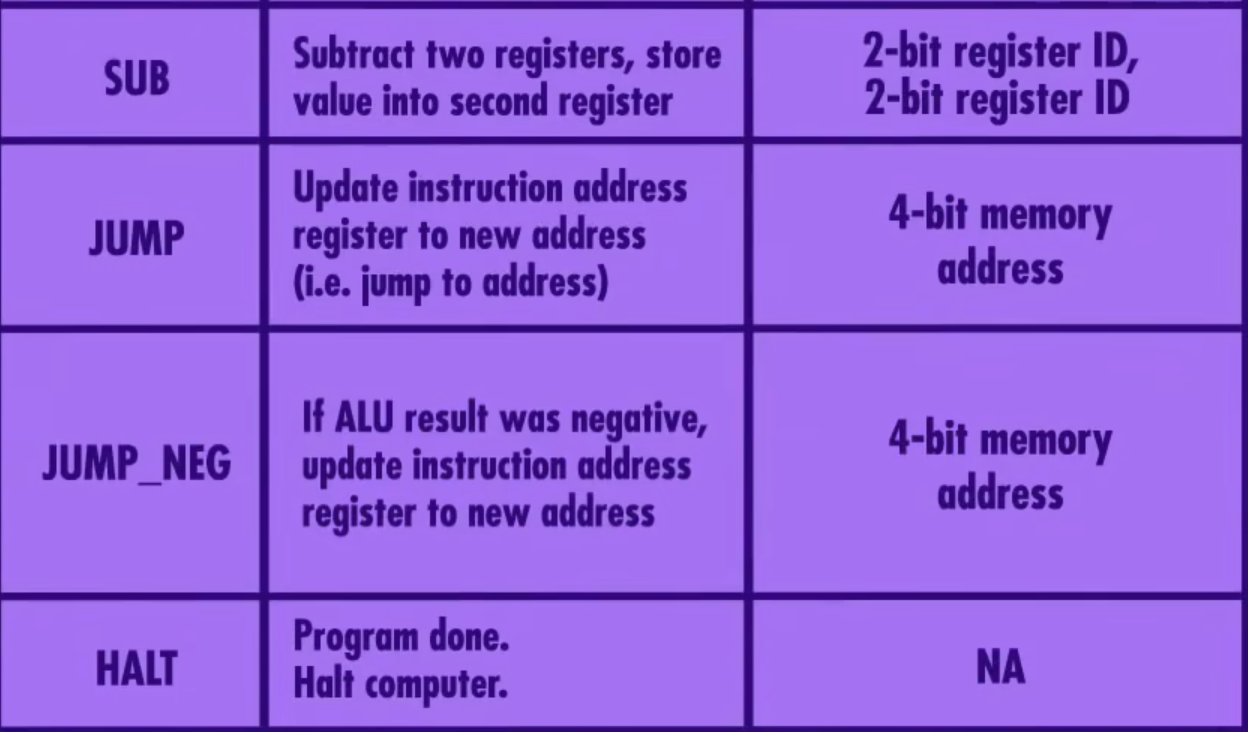 SUB
Subtract two registers, store
value into second register
2-bit register ID,
2-bit register ID
JUMP
Update instruction address
register to new address
(i.e. jump to address)
4-bit memory
address
JUMP_NEG
If ALU result was negative,
update instruction address
register to new address
4-bit memory
address
HALT
Program done.
Halt computer.
NA